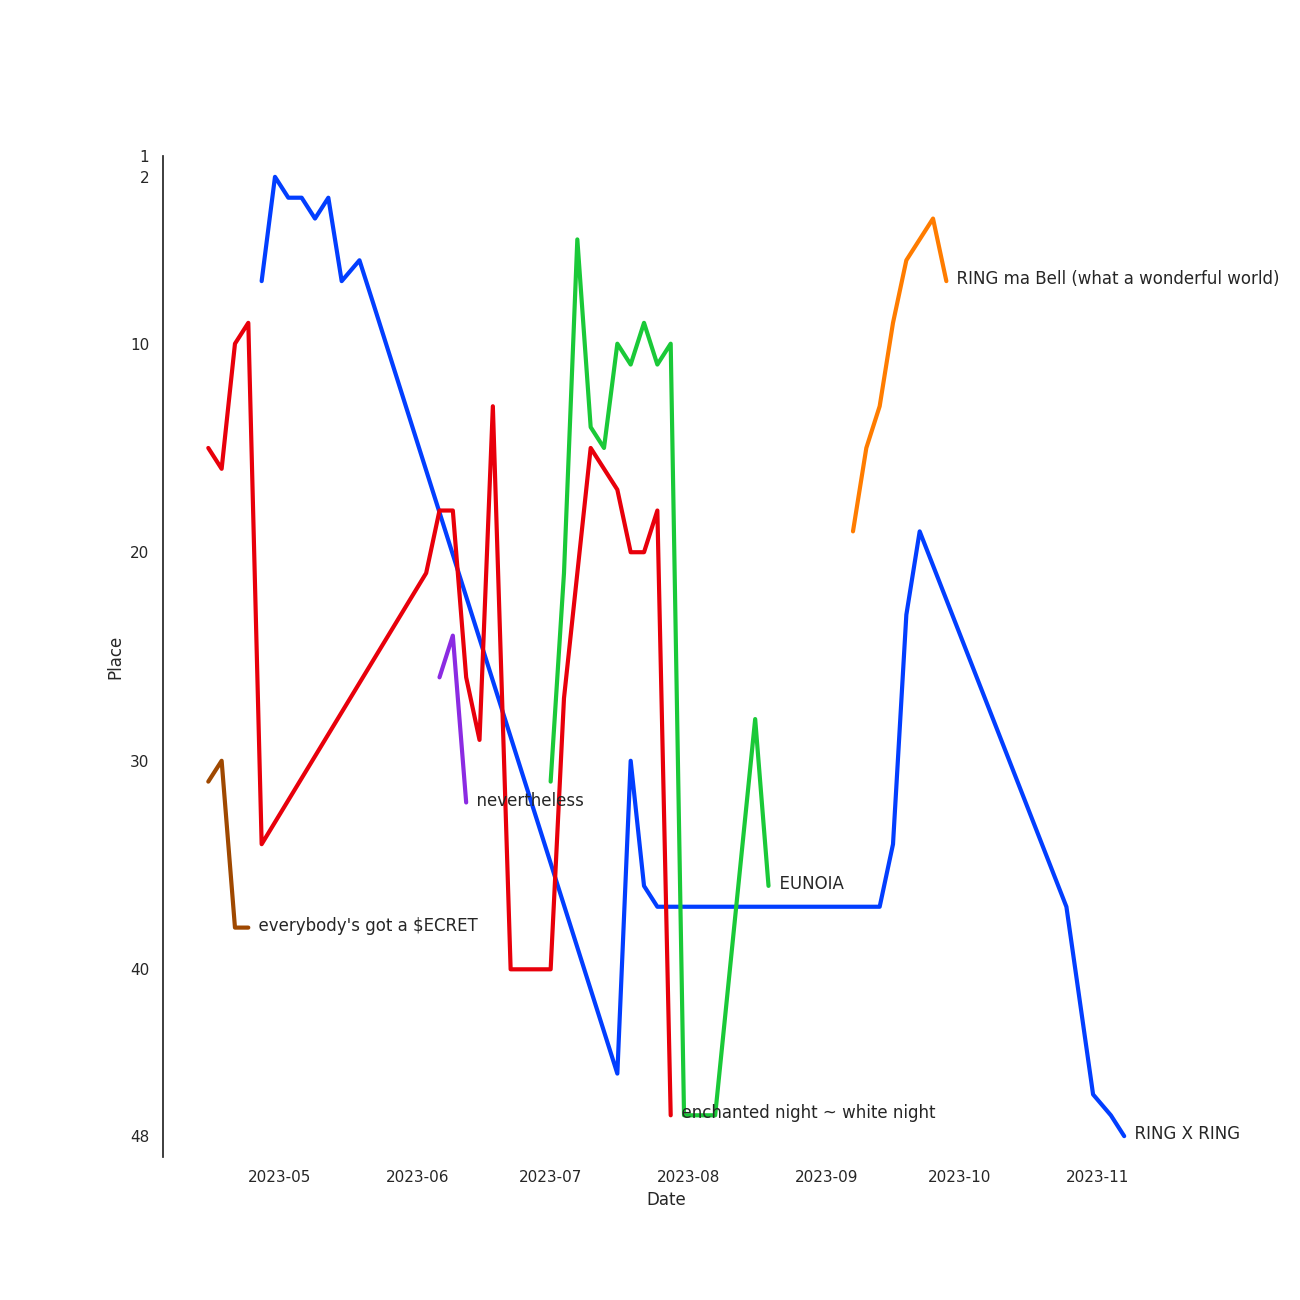 1
2
10
20
30
40
48
Place
RING ma Bell (what a wonderful world)
nevertheless
EUNOIA
everybody's got a $ECRET
enchanted night ~ white night
RING X RING
2023-05
2023-06
2023-07
2023-08
2023-09
2023-10
2023-11
Date